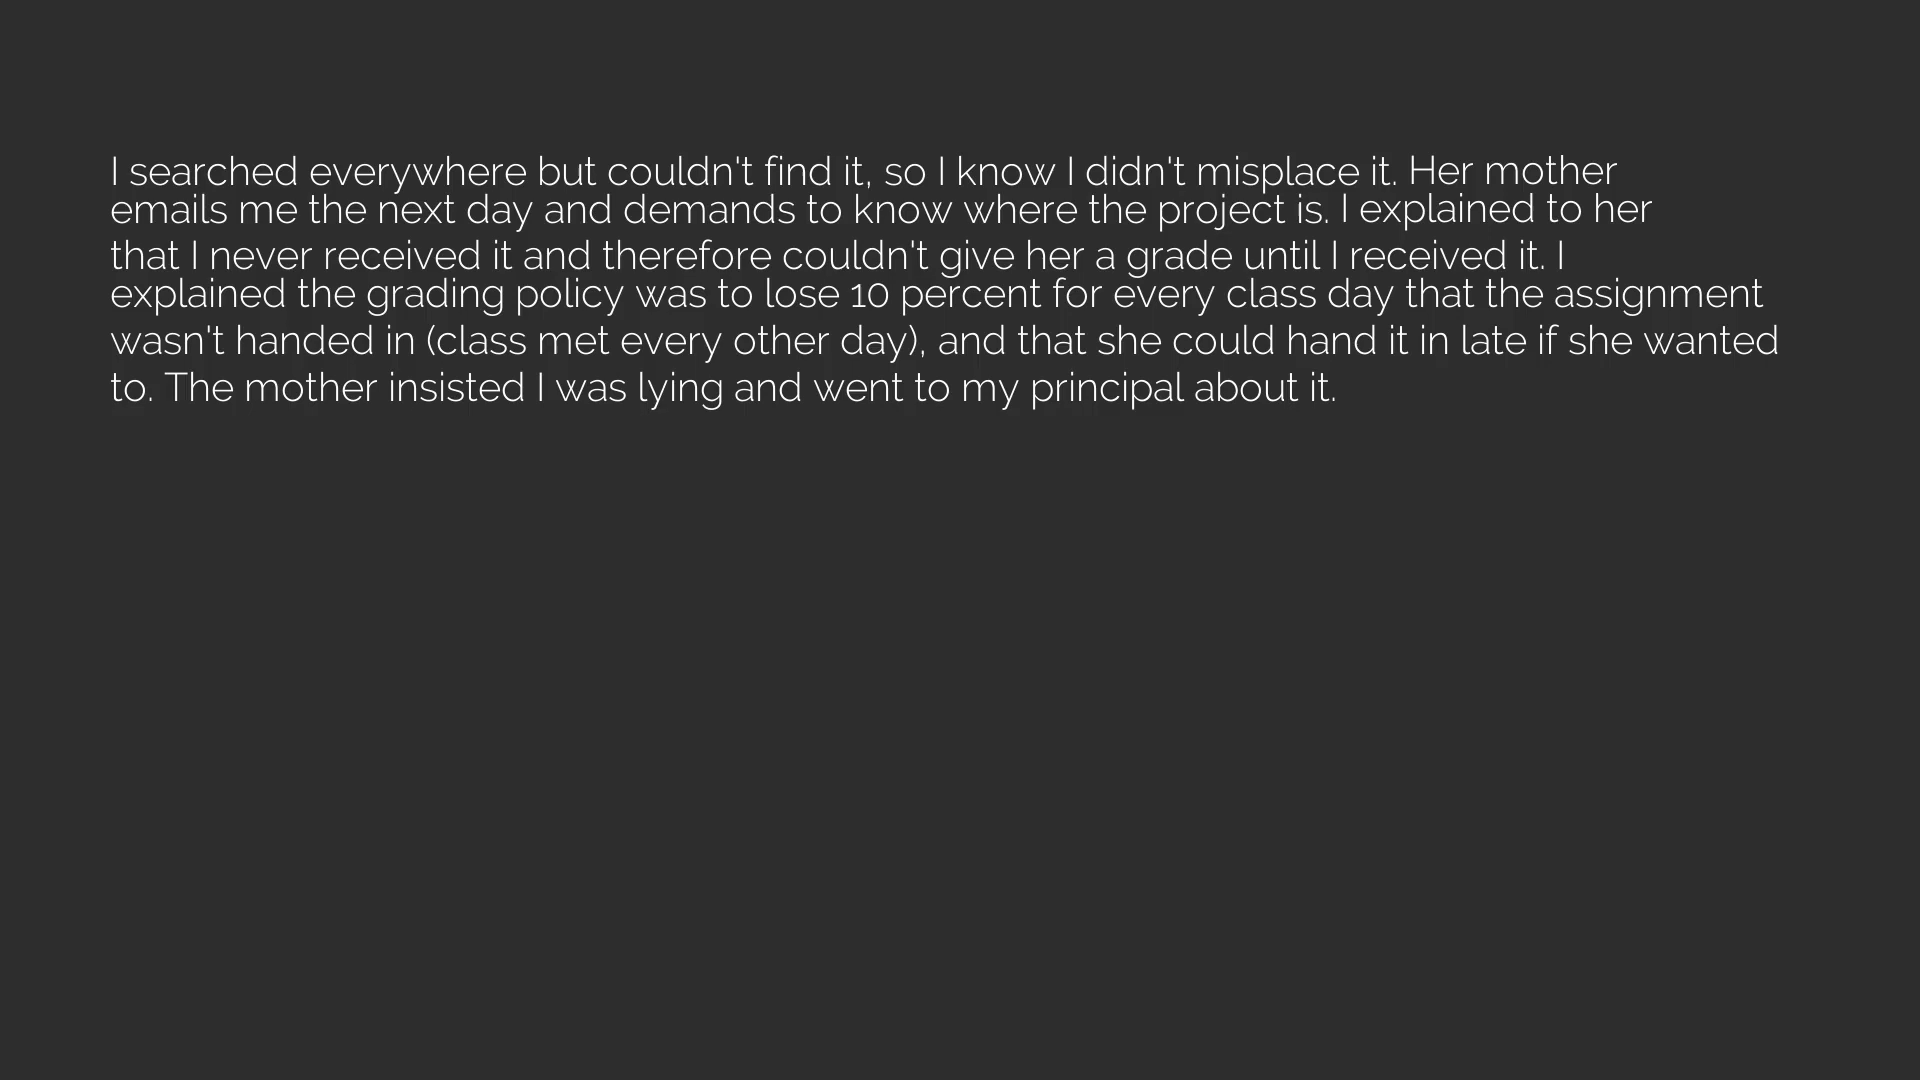 I searched everywhere but couldn't find it, so I know I didn't misplace it. Her mother
emails me the next day and demands to know where the project is. I explained to her
that I never received it and therefore couldn't give her a grade until I received it. I
explained the grading policy was to lose 10 percent for every class day that the assignment
wasn't handed in (class met every other day), and that she could hand it in late if she wanted
to. The mother insisted I was lying and went to my principal about it.